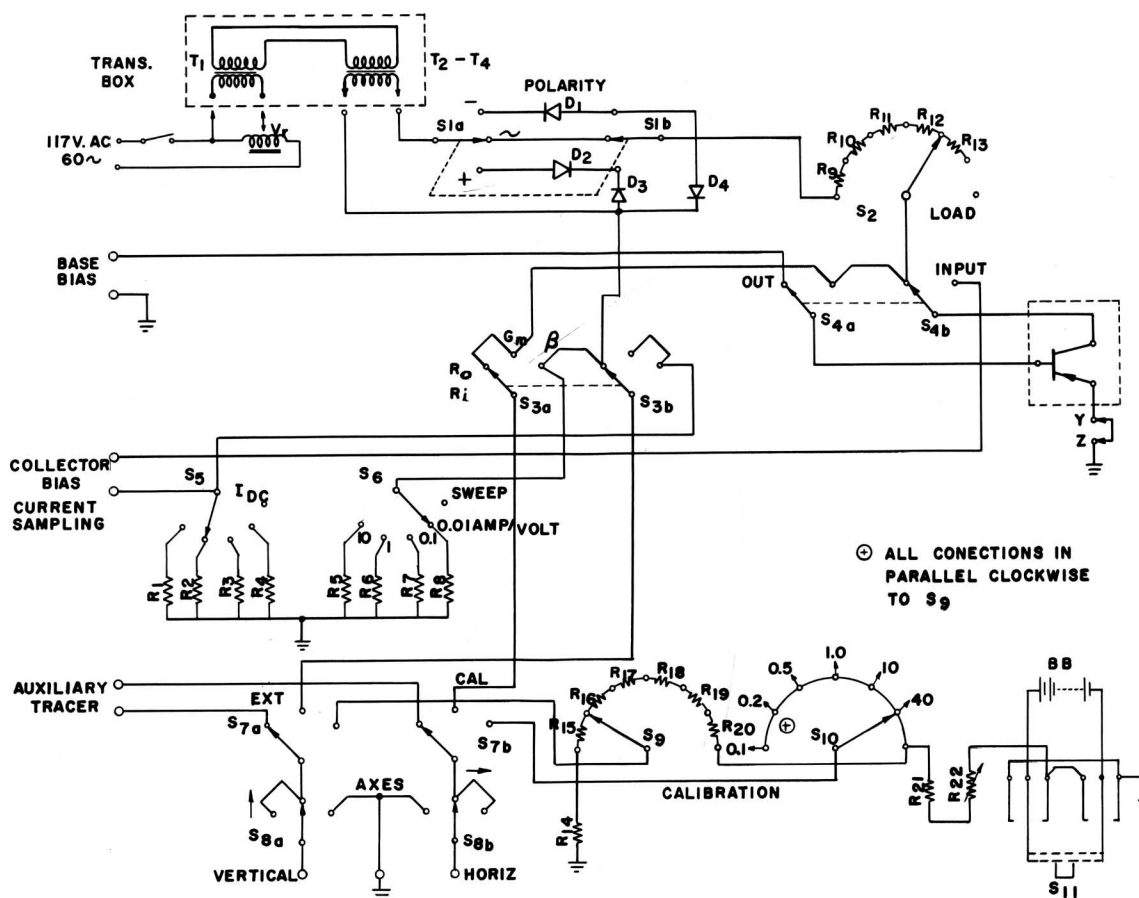 TRANS.
BOX
T1
T2 – T4
POLARITY
D1
–
117V. AC
60~
Vr
S1a
~
S1b
+
D2
D3
D4
R9
R10
R11
R12
R13
S2
LOAD
BASE
BIAS
OUT
INPUT
S4a
S4b
Gm
β
Ro
Ri
S3a
S3b
Y
Z
COLLECTOR
BIAS
CURRENT
SAMPLING
S5
IDC
S6
SWEEP
0.01AMP/VOLT
10
1
0.1
R1
R2
R3
R4
R5
R6
R7
R8
⊕ ALL CONECTIONS IN
PARALLEL CLOCKWISE
TO S9
AUXILIARY
TRACER
EXT
CAL
S7a
S7b
R15
R16
R17
R18
R19
R20
S9
0.1
0.2
0.5
1.0
10
40
⊕
S10
BB
CALIBRATION
R14
R21
R22
AXES
S8a
S8b
VERTICAL
HORIZ
S11